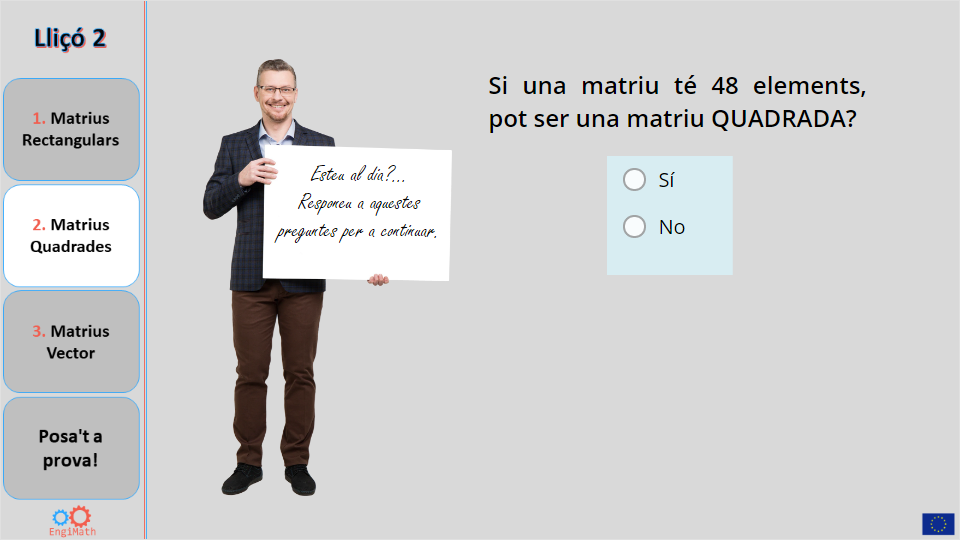 Lliçó 2
1. Matrius
Rectangulars
2. Matrius
Quadrades
3. Matrius
Vector
Posa't a
prova!
EngiMath
Esteu al dia?...
Responeu a aquestes
preguntes per a continuar.
Si una matriu té 48 elements,
pot ser una matriu QUADRADA?
Sí
No